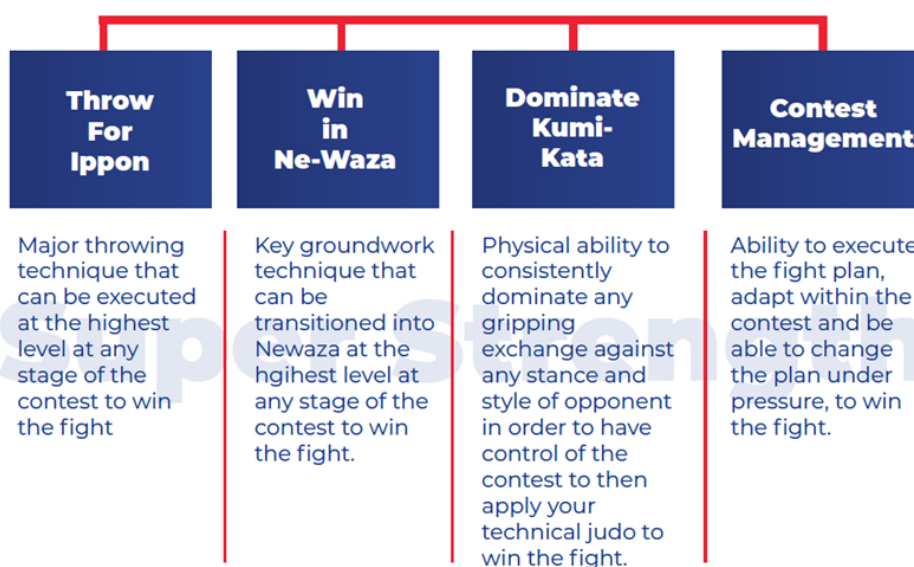 Throw
For
Ippon
Win
in
Ne-Waza
Dominate
Kumi-
Kata
Contest
Management
Major throwing
technique that
can be executed
at the highest
level at any
stage of the
contest to win
the fight
Key groundwork
technique that
can be
transitioned into
Newaza at the
hgihest level at
any stage of the
contest to win
the fight.
Physical ability to
consistently
dominate any
gripping
exchange against
any stance and
style of opponent
in order to have
control of the
contest to then
apply your
technical judo to
win the fight.
Ability to execute
the fight plan,
adapt within the
contest and be
able to change
the plan under
pressure, to win
the fight.
Super Strength